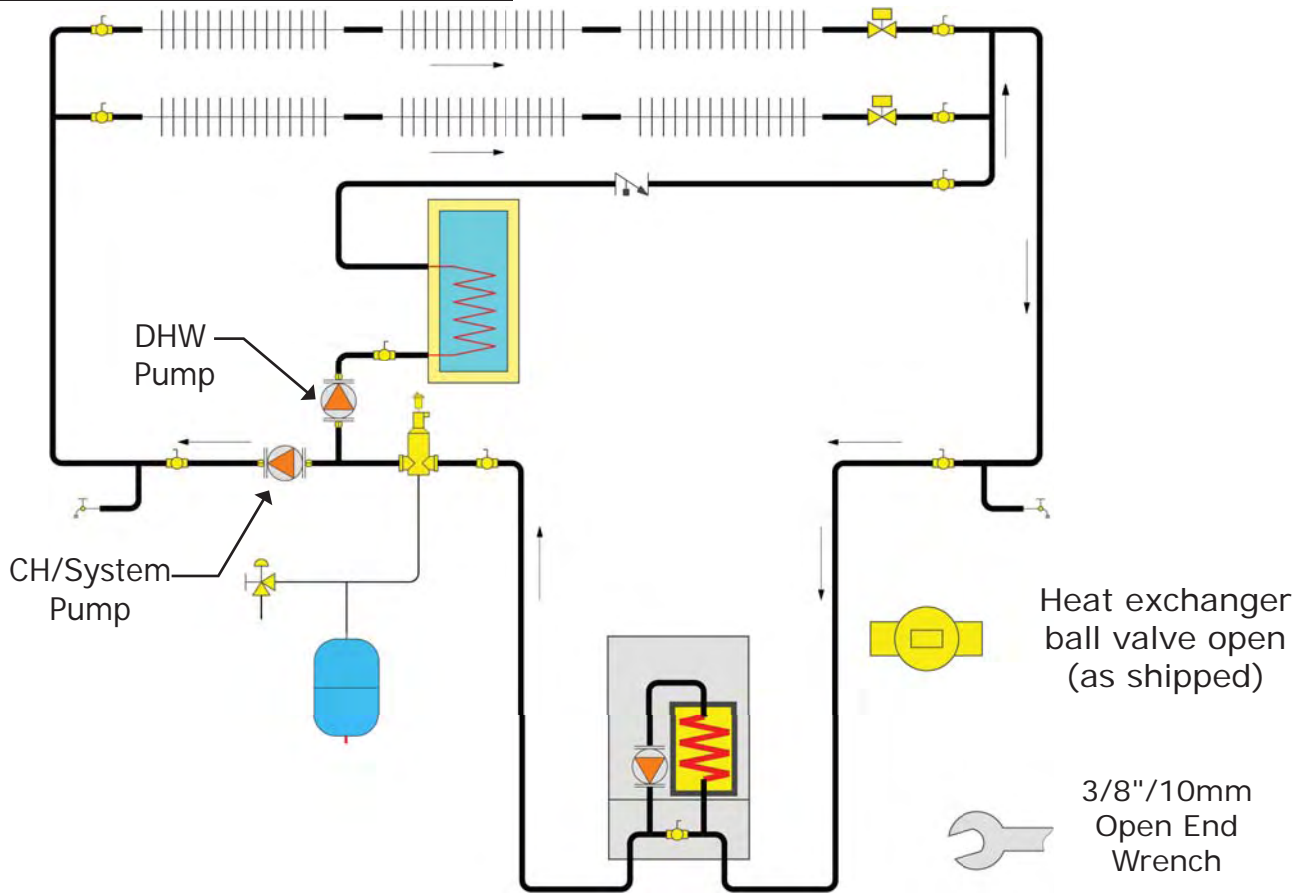 DHW
Pump
CH/System
Pump
Heat exchanger
ball valve open
(as shipped)
3/8"/10mm
Open End
Wrench